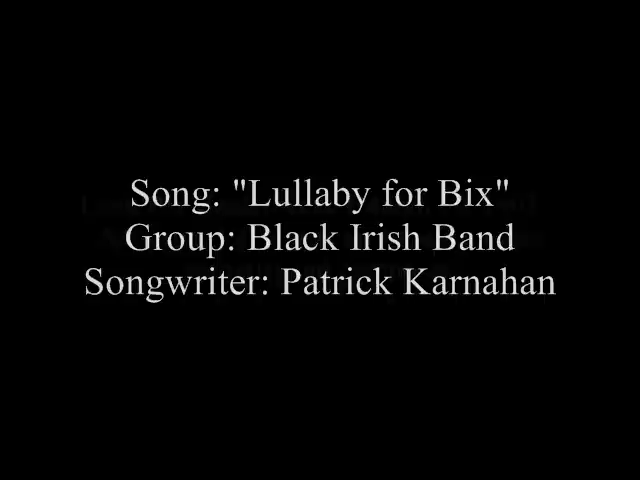 Song: "Lullaby for Bix"
Group: Black Irish Band
Songwriter: Patrick Karnahan